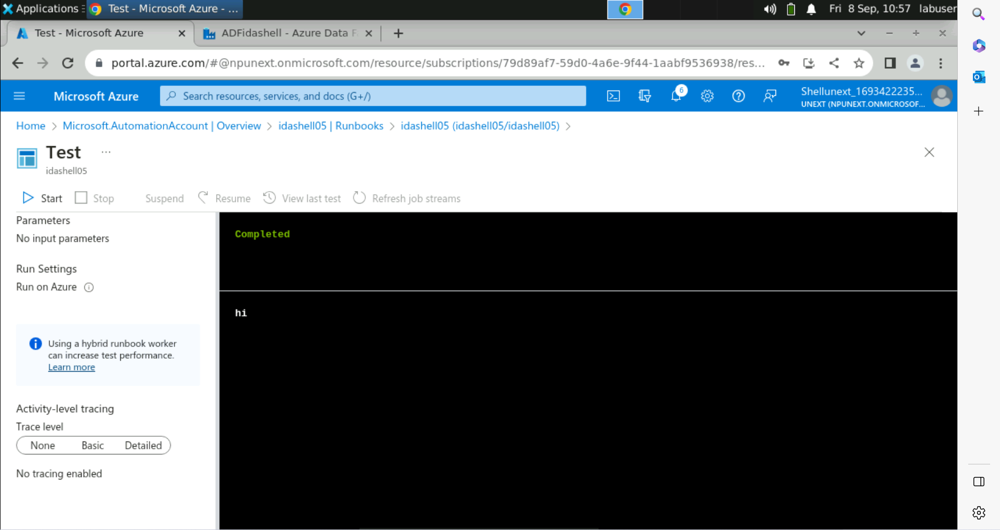 Applications
Test - Microsoft Azure - ...
Fri 8 Sep, 10:57 labuser
Test - Microsoft Azure
ADFidashell - Azure Data F
portal.azure.com/#@npunext.onmicrosoft.com/resource/subscriptions/79d89af7-59d0-4a6e-9f44-1aabf9536938/res...
Microsoft Azure
Search resources, services, and docs (G+/)
6
Shellunext_1693422235...
UNEXT (NPUNEXT.ONMICROSOF...
Home > Microsoft.AutomationAccount | Overview > idashell05 | Runbooks > idashell05 (idashell05/idashell05) >
Test ...
idashell05
Start Stop Suspend Resume View last test Refresh job streams
Parameters
No input parameters
Run Settings
Run on Azure
Using a hybrid runbook worker
can increase test performance.
Learn more
Activity-level tracing
Trace level
None Basic Detailed
No tracing enabled
Completed
hi